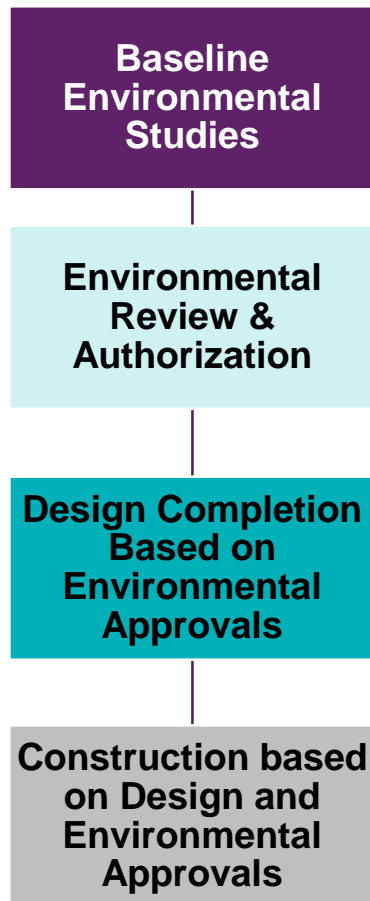 Baseline
Environmental
Studies
Environmental
Review &
Authorization
Design Completion
Based on
Environmental
Approvals
Construction based
on Design and
Environmental
Approvals